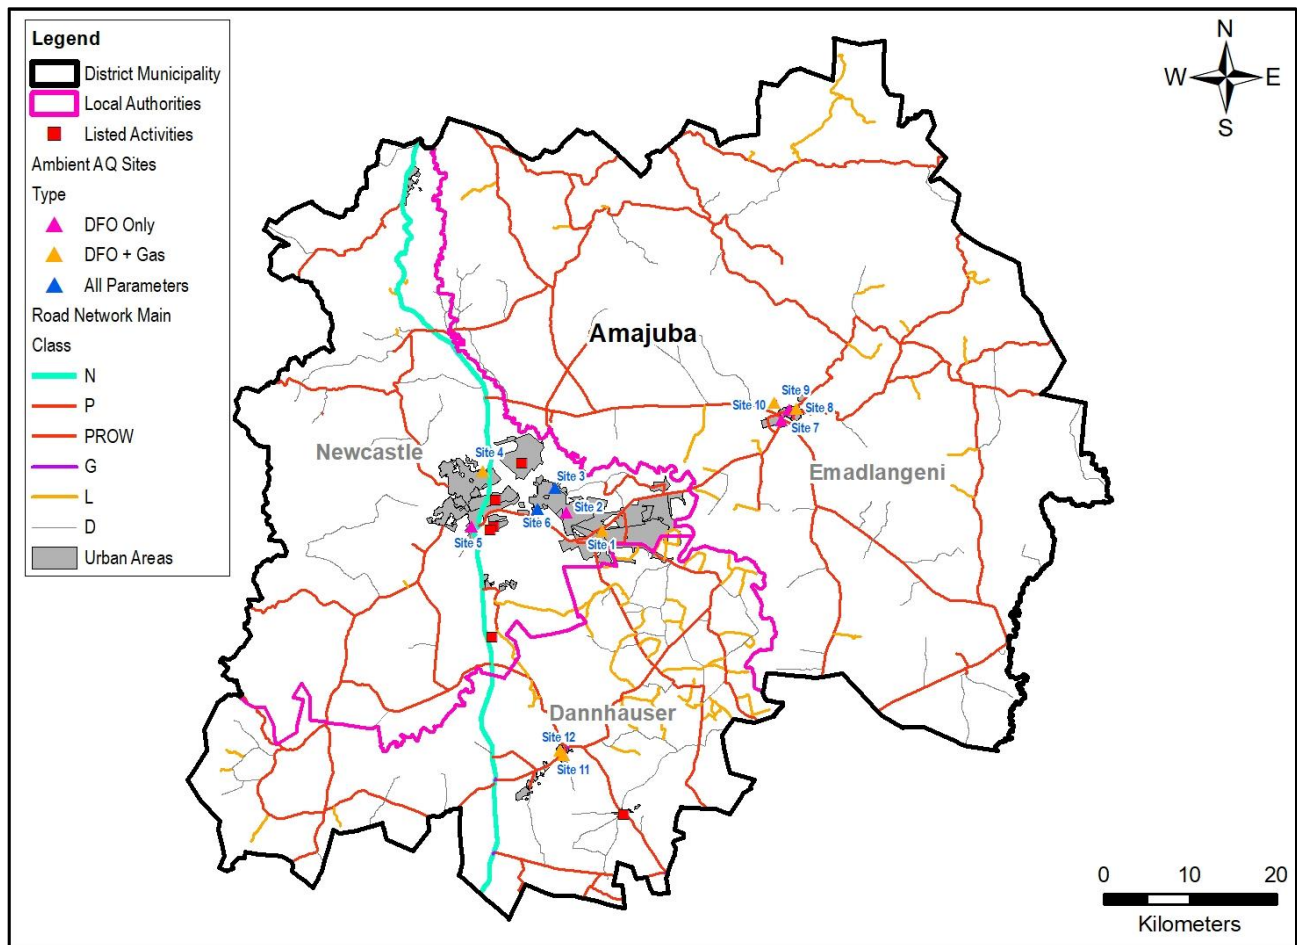 Legend
District Municipality
Local Authorities
Listed Activities
Ambient AQ Sites
Type
DFO Only
DFO + Gas
All Parameters
Road Network Main
Class
N
P
PROW
G
L
D
Urban Areas
N
W E
S
Amajuba
Site 9
Site 10
Site 8
Site 7
Newcastle
Site 4
Emadlangeni
Site 3
Site 2
Site 6
Site 5
Site 1
Dannhauser
Site 12
Site 11
0 10 20
Kilometers